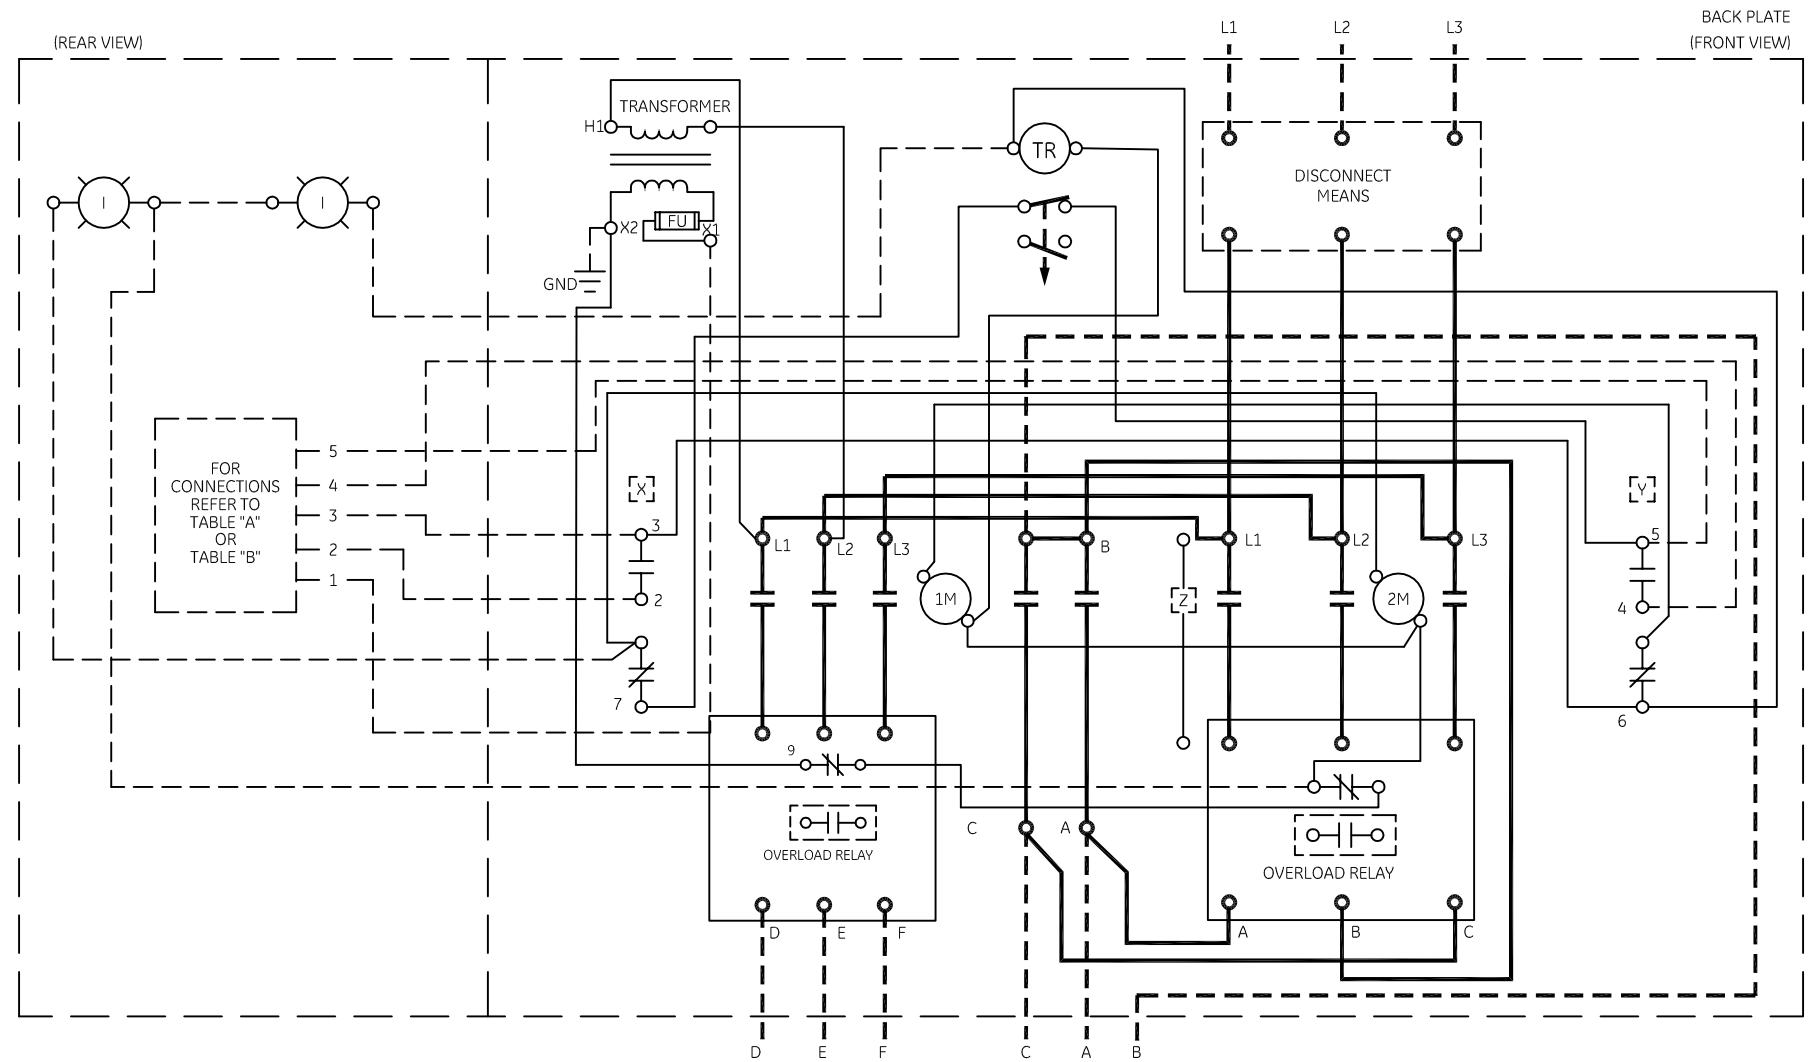 BACK PLATE
(REAR VIEW)
L1
L2
L3
(FRONT VIEW)
TRANSFORMER
H1
TR
DISCONNECT
MEANS
I
I
X2
FU
X1
GND
5
4
3
2
1
FOR
CONNECTIONS
REFER TO
TABLE "A"
OR
TABLE "B"
X
Y
3
5
L1
L2
L3
B
L1
L2
L3
2
1M
Z
2M
4
7
6
9
C
A
OVERLOAD RELAY
OVERLOAD RELAY
D
E
F
A
B
C
D
E
F
C
A
B